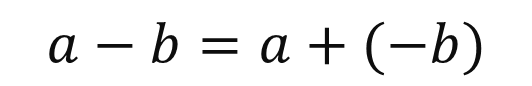 a − b = a + (−b)